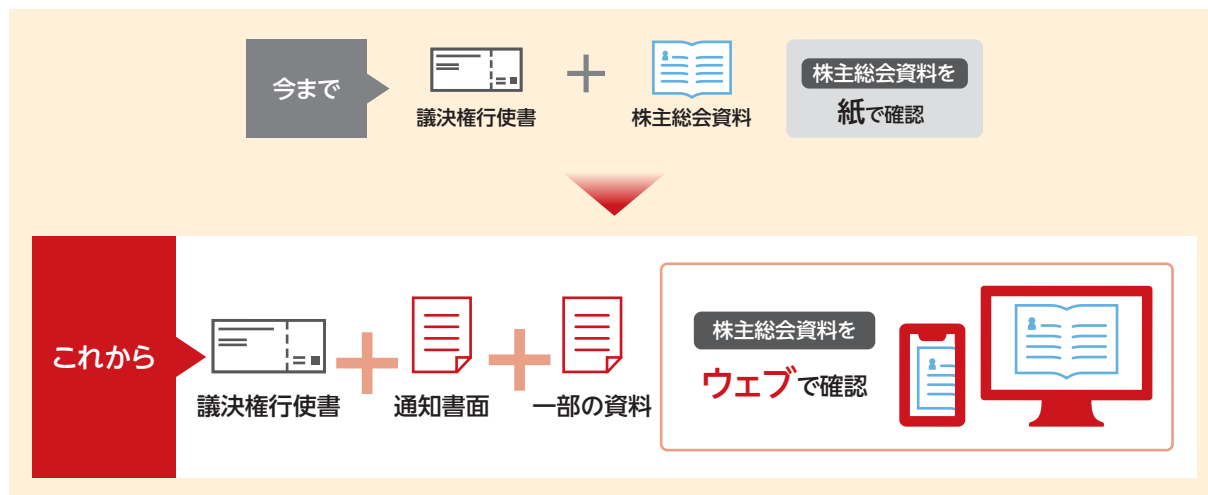 今まで
議決権行使書
株主総会資料
株主総会資料を
紙で確認
これから
議決権行使書
通知書面
一部の資料
株主総会資料を
ウェブで確認